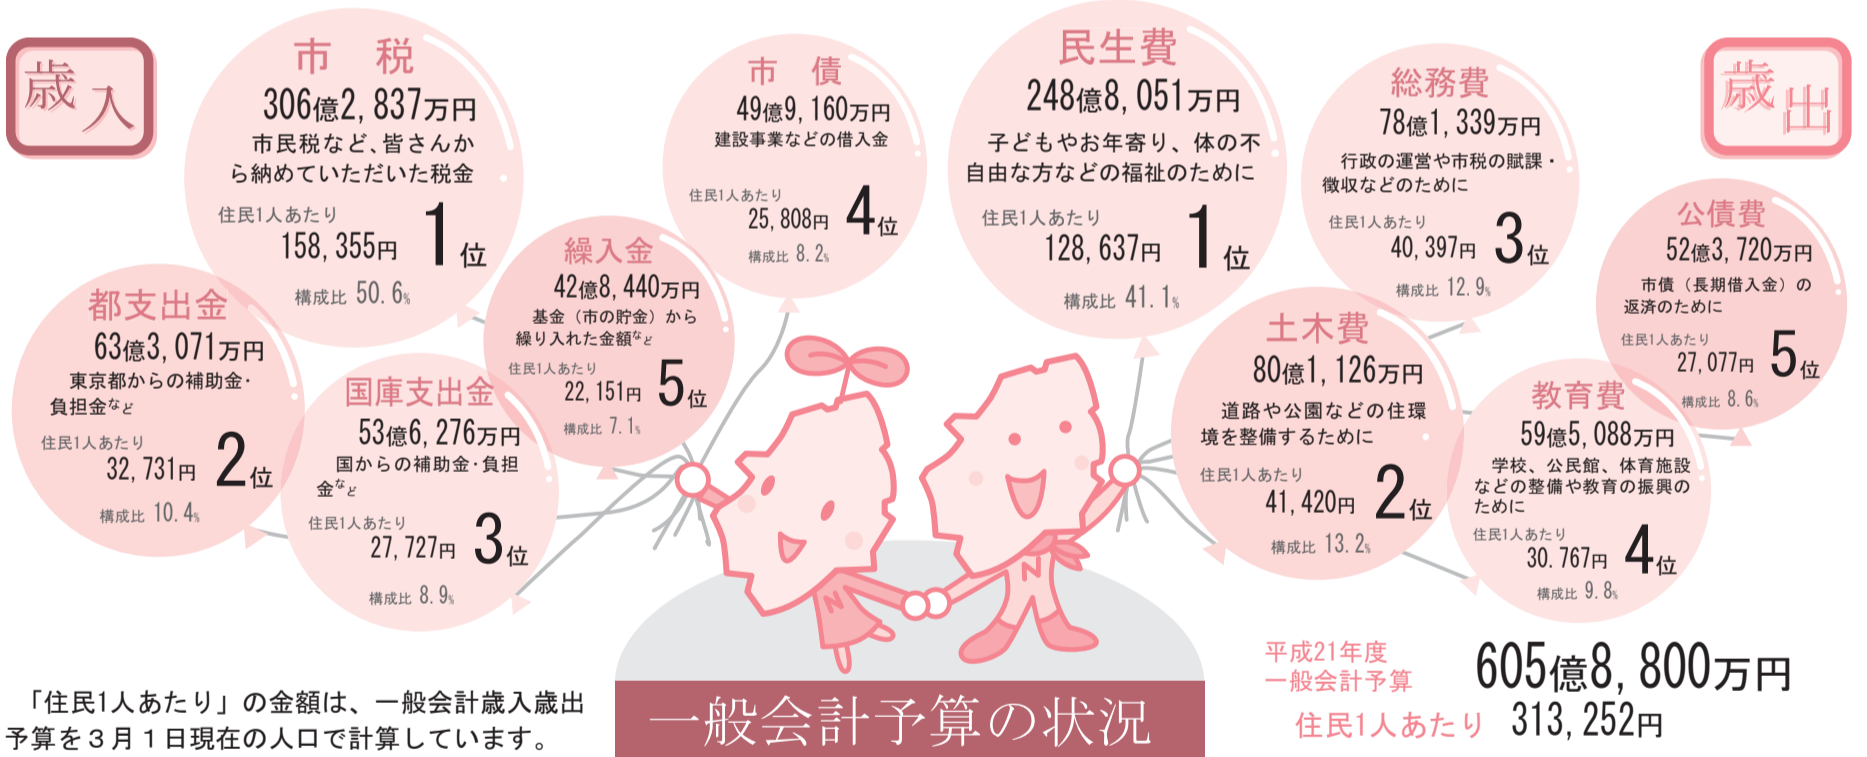 歳入
市　税
306億2,837万円
市民税など、皆さんか
ら納めていただいた税金
住民1人あたり
158,355円
1位
構成比 50.6%
都支出金
63億3,071万円
東京都からの補助金・
負担金など
住民1人あたり
32,731円
2位
構成比 10.4%
国庫支出金
53億6,276万円
国からの補助金・負担
金など
住民1人あたり
27,727円
3位
構成比 8.9%
市　債
49億9,160万円
建設事業などの借入金
住民1人あたり
25,808円
4位
構成比 8.2%
繰入金
42億8,440万円
基金（市の貯金）から
繰り入れた金額など
住民1人あたり
22,151円
5位
構成比 7.1%
歳出
民生費
248億8,051万円
子どもやお年寄り、体の不
自由な方などの福祉のために
住民1人あたり
128,637円
1位
構成比 41.1%
土木費
80億1,126万円
道路や公園などの住環
境を整備するために
住民1人あたり
41,420円
2位
構成比 13.2%
総務費
78億1,339万円
行政の運営や市税の賦課・
徴収などのために
住民1人あたり
40,397円
3位
構成比 12.9%
教育費
59億5,088万円
学校、公民館、体育施設
などの整備や教育の振興の
ために
住民1人あたり
30.767円
4位
構成比 9.8%
公債費
52億3,720万円
市債（長期借入金）の
返済のために
住民1人あたり
27,077円
5位
構成比 8.6%
N
N
「住民1人あたり」の金額は、一般会計歳入歳出
予算を３月１日現在の人口で計算しています。
一般会計予算の状況
平成21年度
一般会計予算
605億8,800万円
住民1人あたり 313,252円